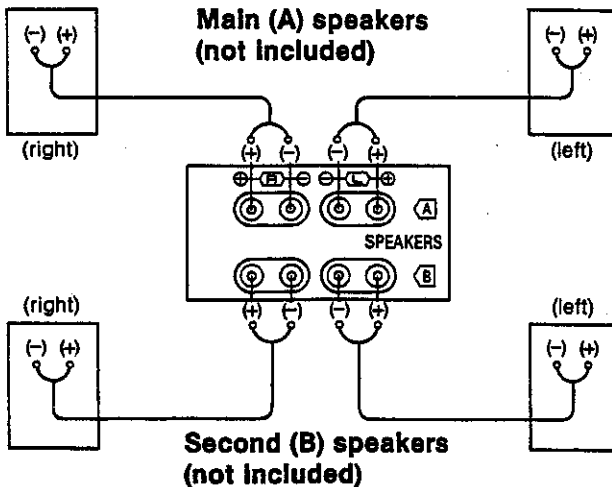 Main (A) speakers
(not included)
(−) (+)
(−) (+)
(right)
(left)
(+) (−) (−) (+)
⊕ R ⊖ ⊖ L ⊕
A
SPEAKERS
B
(+) (−) (−) (+)
(right)
(left)
(−) (+)
(−) (+)
Second (B) speakers
(not included)